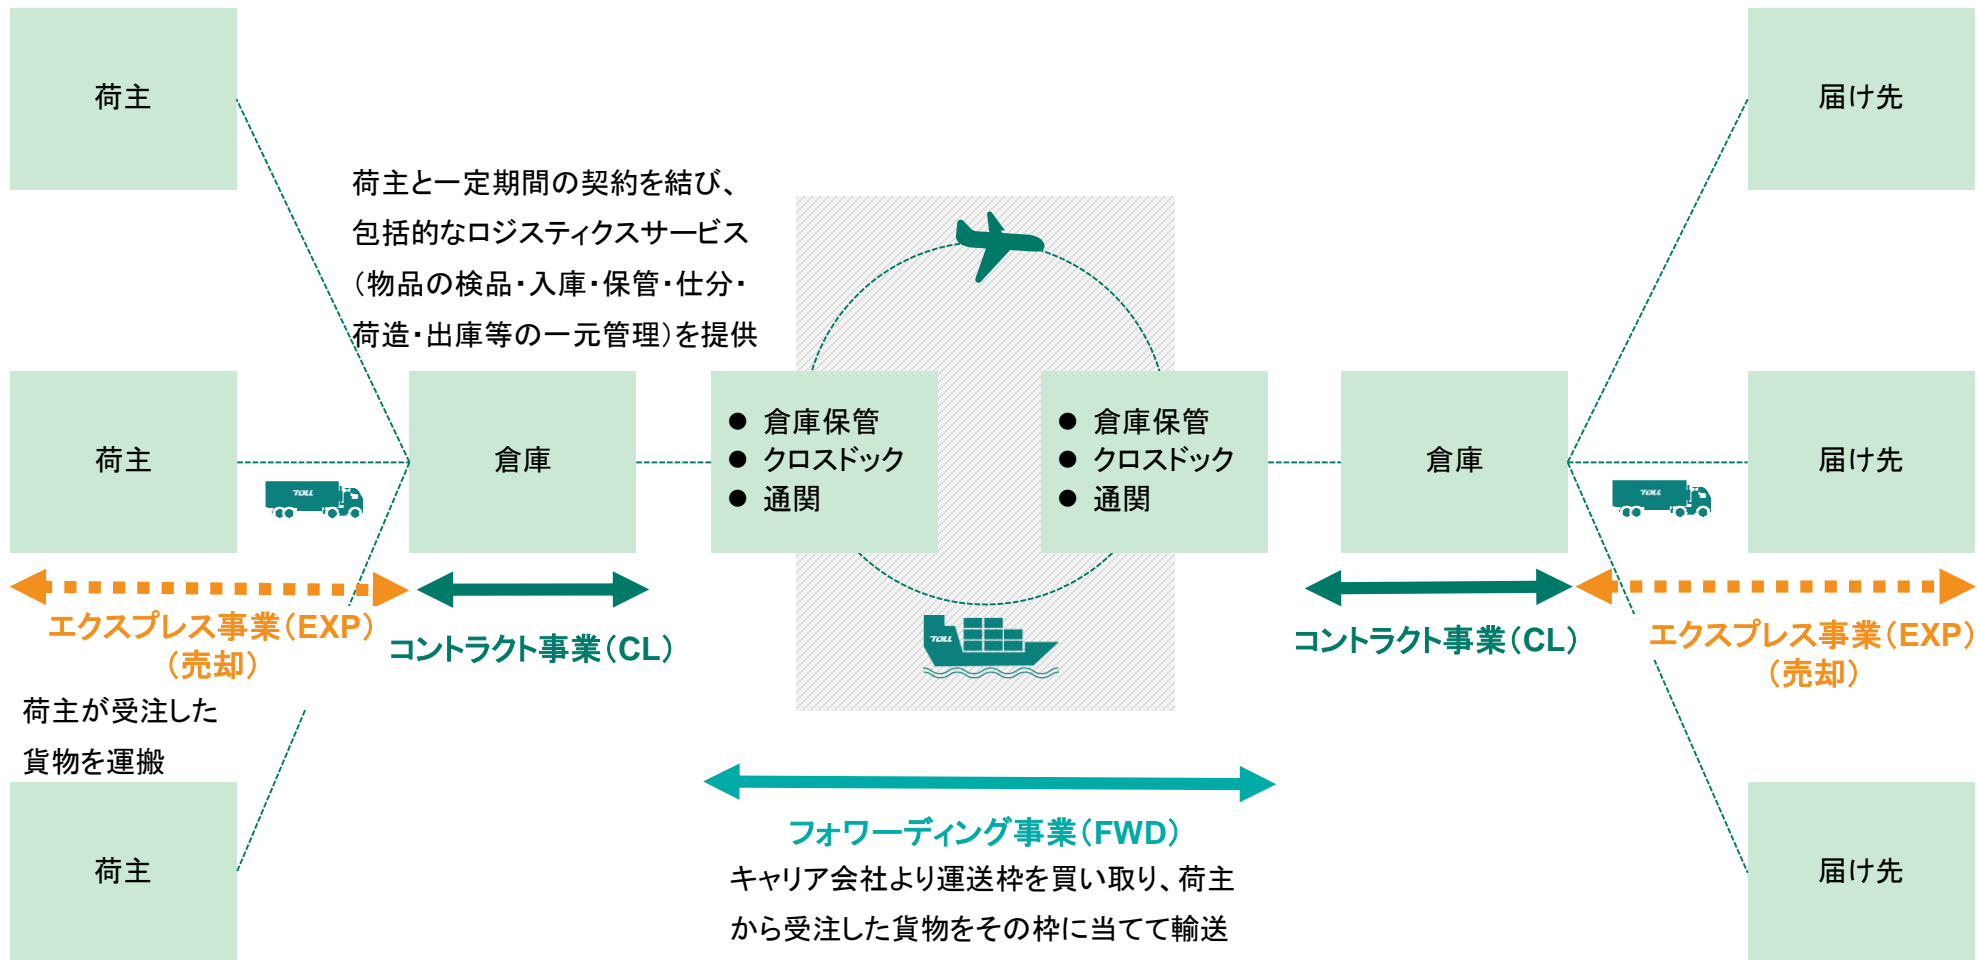 荷主
届け先
荷主と一定期間の契約を結び、
包括的なロジスティクスサービス
（物品の検品・入庫・保管・仕分・
荷造・出庫等の一元管理）を提供
荷主
倉庫
● 倉庫保管
● クロスドック
● 通関
● 倉庫保管
● クロスドック
● 通関
倉庫
届け先
TOLL
TOLL
エクスプレス事業（EXP）
（売却）
コントラクト事業（CL）
TOLL
コントラクト事業（CL）
エクスプレス事業（EXP）
（売却）
荷主が受注した
貨物を運搬
フォワーディング事業（FWD）
キャリア会社より運送枠を買い取り、荷主
から受注した貨物をその枠に当てて輸送
荷主
届け先